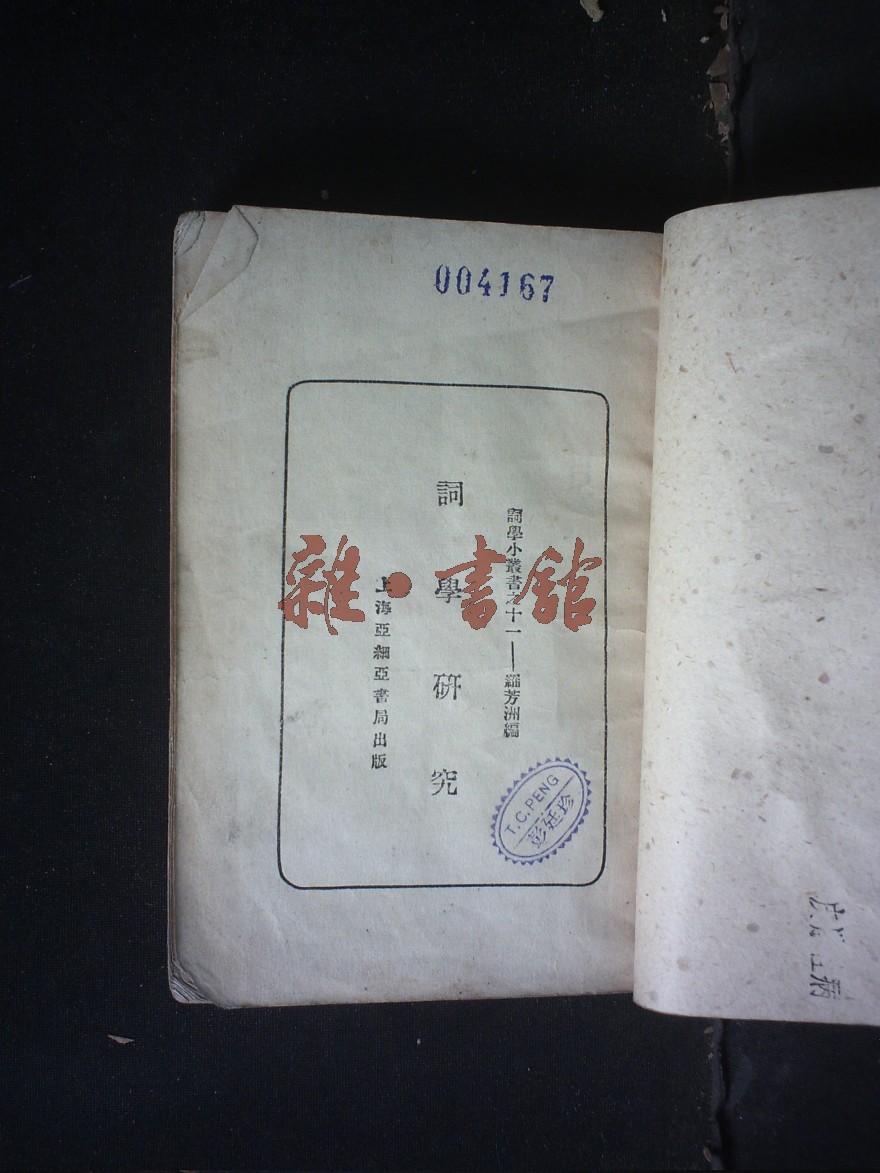 004167
詞學小叢書之十一——羅芳洲編
詞學研究
上海亞細亞書局出版
T.C.PENG
彭廷珍
雜·書館